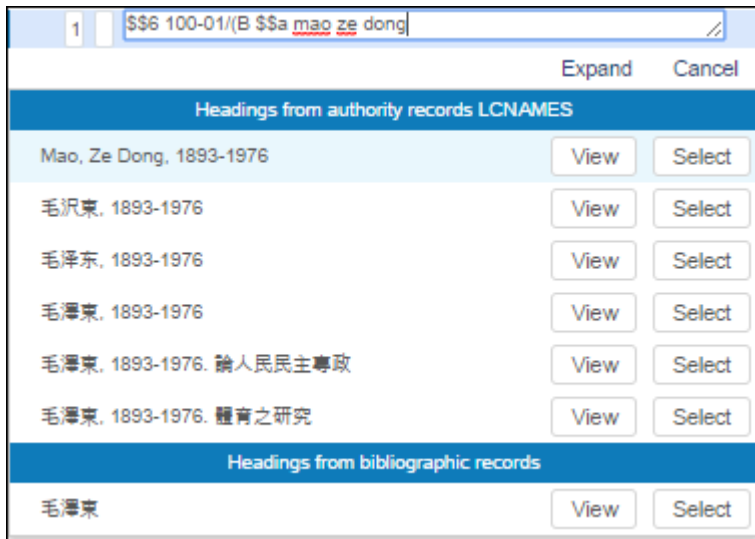 1 $$6 100-01/(B $$a mao ze dong
Expand Cancel
Headings from authority records LCNAMES
Mao, Ze Dong, 1893-1976 View Select
毛沢東, 1893-1976 View Select
毛泽东, 1893-1976 View Select
毛澤東, 1893-1976 View Select
毛澤東, 1893-1976. 論人民民主專政 View Select
毛澤東, 1893-1976. 體育之研究 View Select
Headings from bibliographic records
毛澤東 View Select